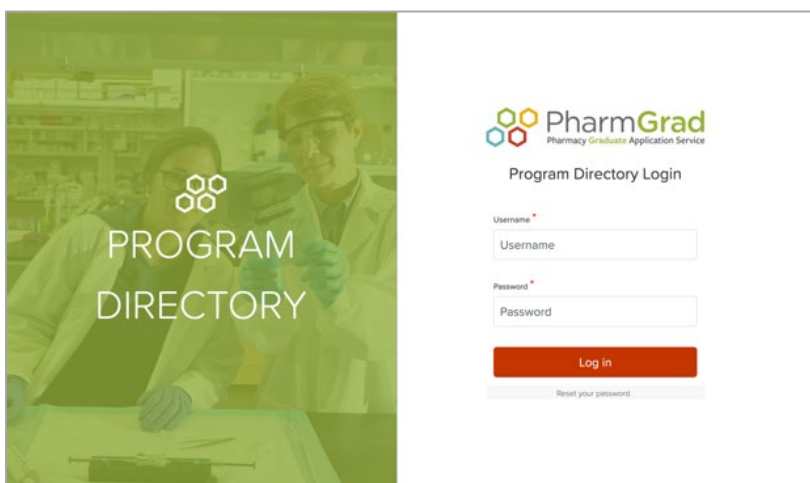 PROGRAM
DIRECTORY
PharmGrad
Pharmacy Graduate Application Service
Program Directory Login
Username *
Username
Password *
Password
Log in
Reset your password